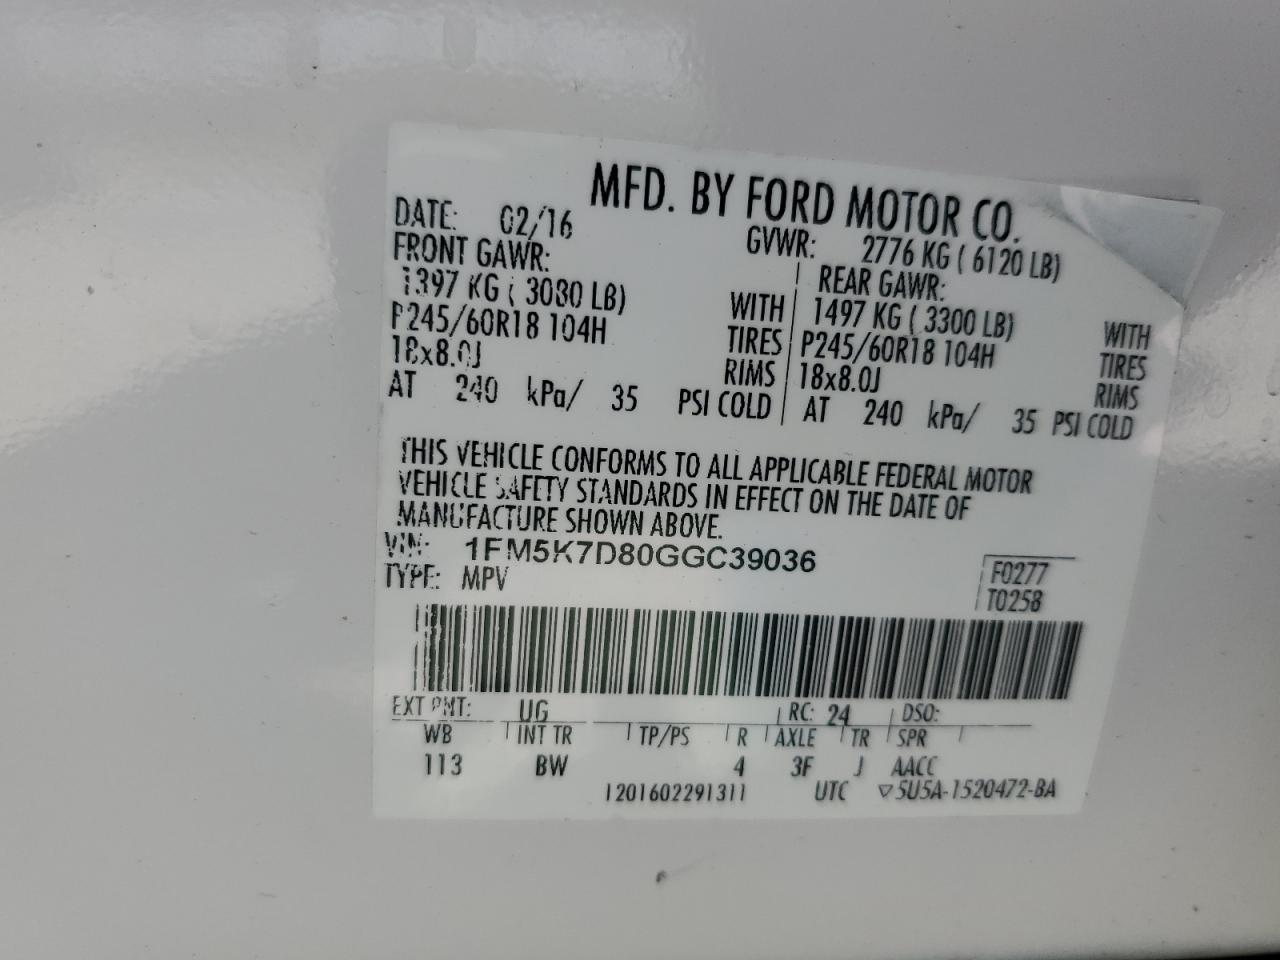 MFD. BY FORD MOTOR CO.
DATE: 02/16 GVWR: 2776 KG ( 6120 LB)
FRONT GAWR: REAR GAWR:
1397 KG ( 3080 LB) WITH 1497 KG ( 3300 LB) WITH
P245/60R18 104H TIRES P245/60R18 104H TIRES
18x8.0J RIMS 18x8.0J RIMS
AT 240 kPa/ 35 PSI COLD AT 240 kPa/ 35 PSI COLD
THIS VEHICLE CONFORMS TO ALL APPLICABLE FEDERAL MOTOR
VEHICLE SAFETY STANDARDS IN EFFECT ON THE DATE OF
MANUFACTURE SHOWN ABOVE.
VIN: 1FM5K7D80GGC39036
TYPE: MPV
F0277
T0258
EXT PNT: UG RC: 24 DSO:
WB INT TR TP/PS R AXLE TR SPR
113 BW 4 3F J AACC
1201602291311 UTC ▽5U5A-1520472-BA